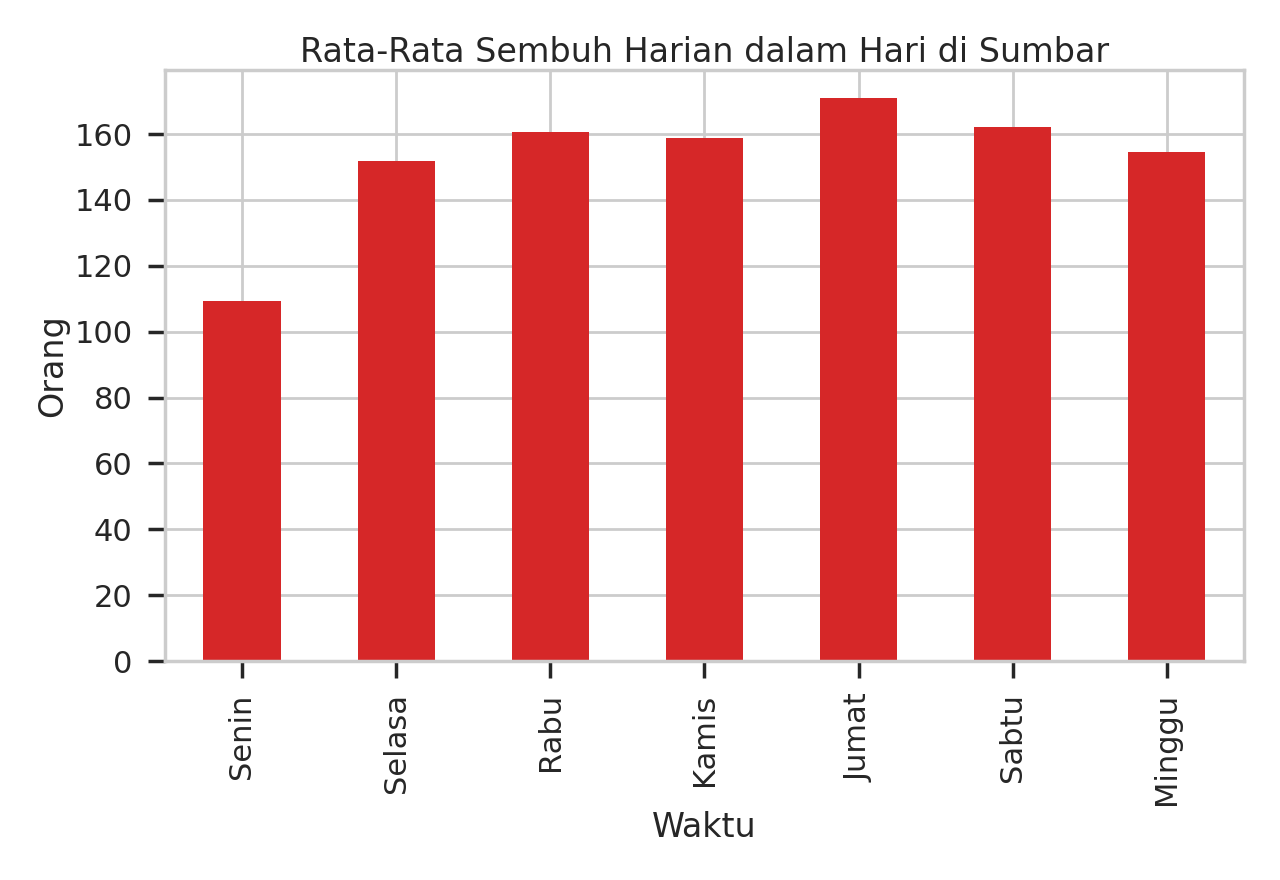 Rata-Rata Sembuh Harian dalam Hari di Sumbar
160
140
120
100
80
60
40
20
0
Orang
Senin
Selasa
Rabu
Kamis
Jumat
Sabtu
Minggu
Waktu